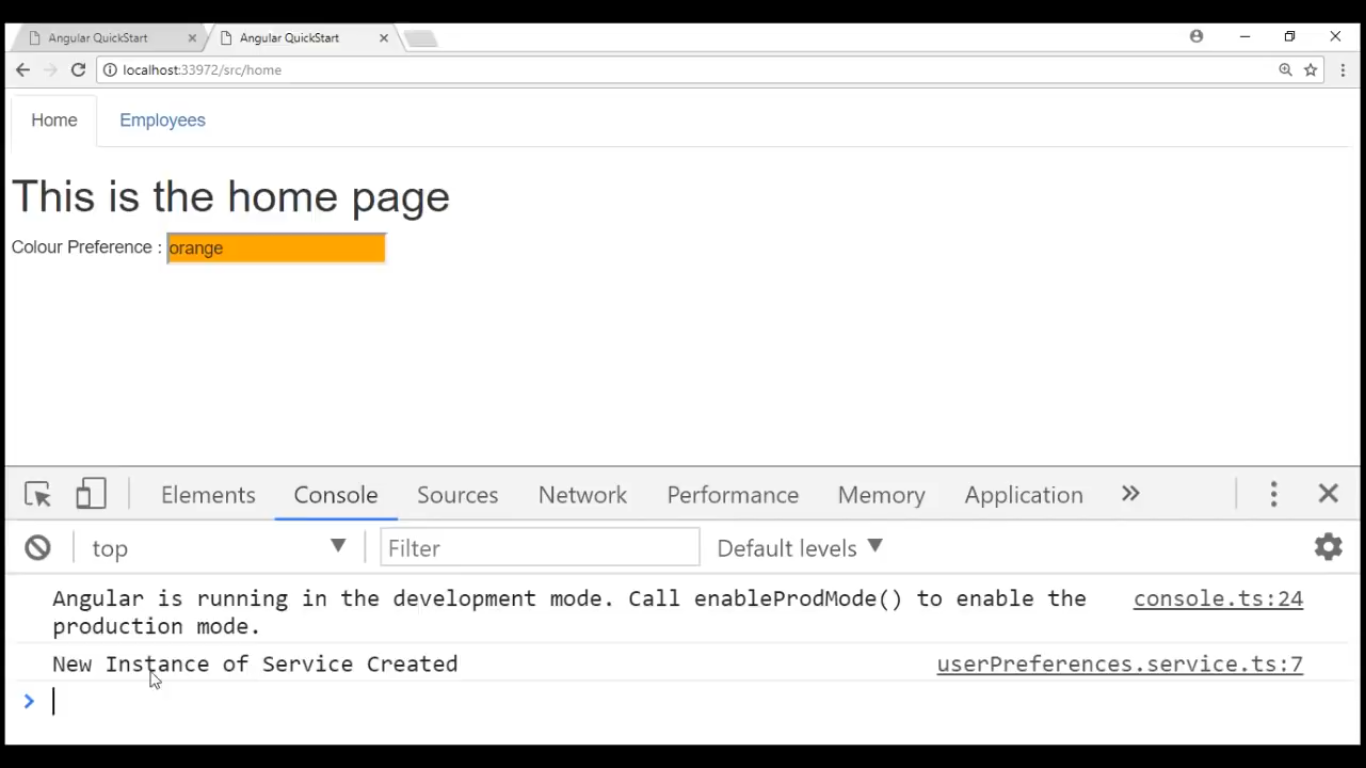 Angular QuickStart
Angular QuickStart
localhost:33972/src/home
Home
Employees
This is the home page
Colour Preference :
orange
Elements
Console
Sources
Network
Performance
Memory
Application
top
Filter
Default levels
Angular is running in the development mode. Call enableProdMode() to enable the
production mode.
console.ts:24
New Instance of Service Created
userPreferences.service.ts:7